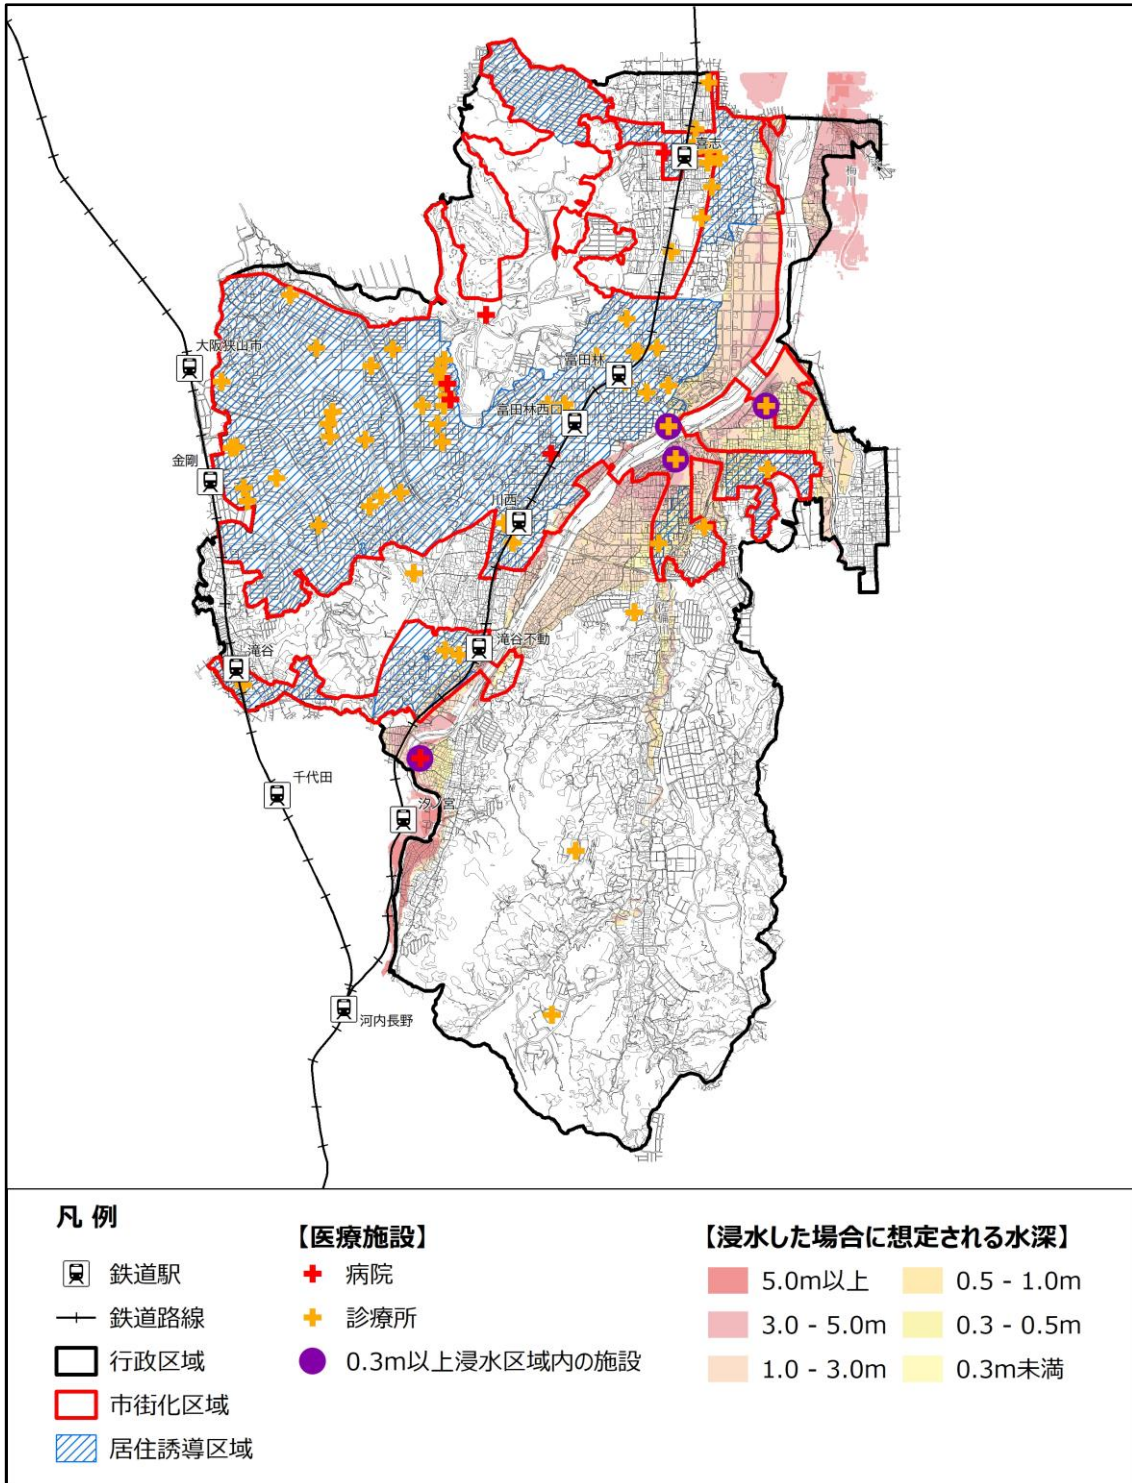 喜志
梅川
石川
大阪狭山市
富田林
富田林西口
金剛
川西
滝谷不動
滝谷
千代田
汐ノ宮
河内長野
凡 例
鉄道駅
鉄道路線
行政区域
市街化区域
居住誘導区域
【医療施設】
病院
診療所
0.3m以上浸水区域内の施設
【浸水した場合に想定される水深】
5.0m以上
3.0 - 5.0m
1.0 - 3.0m
0.5 - 1.0m
0.3 - 0.5m
0.3m未満